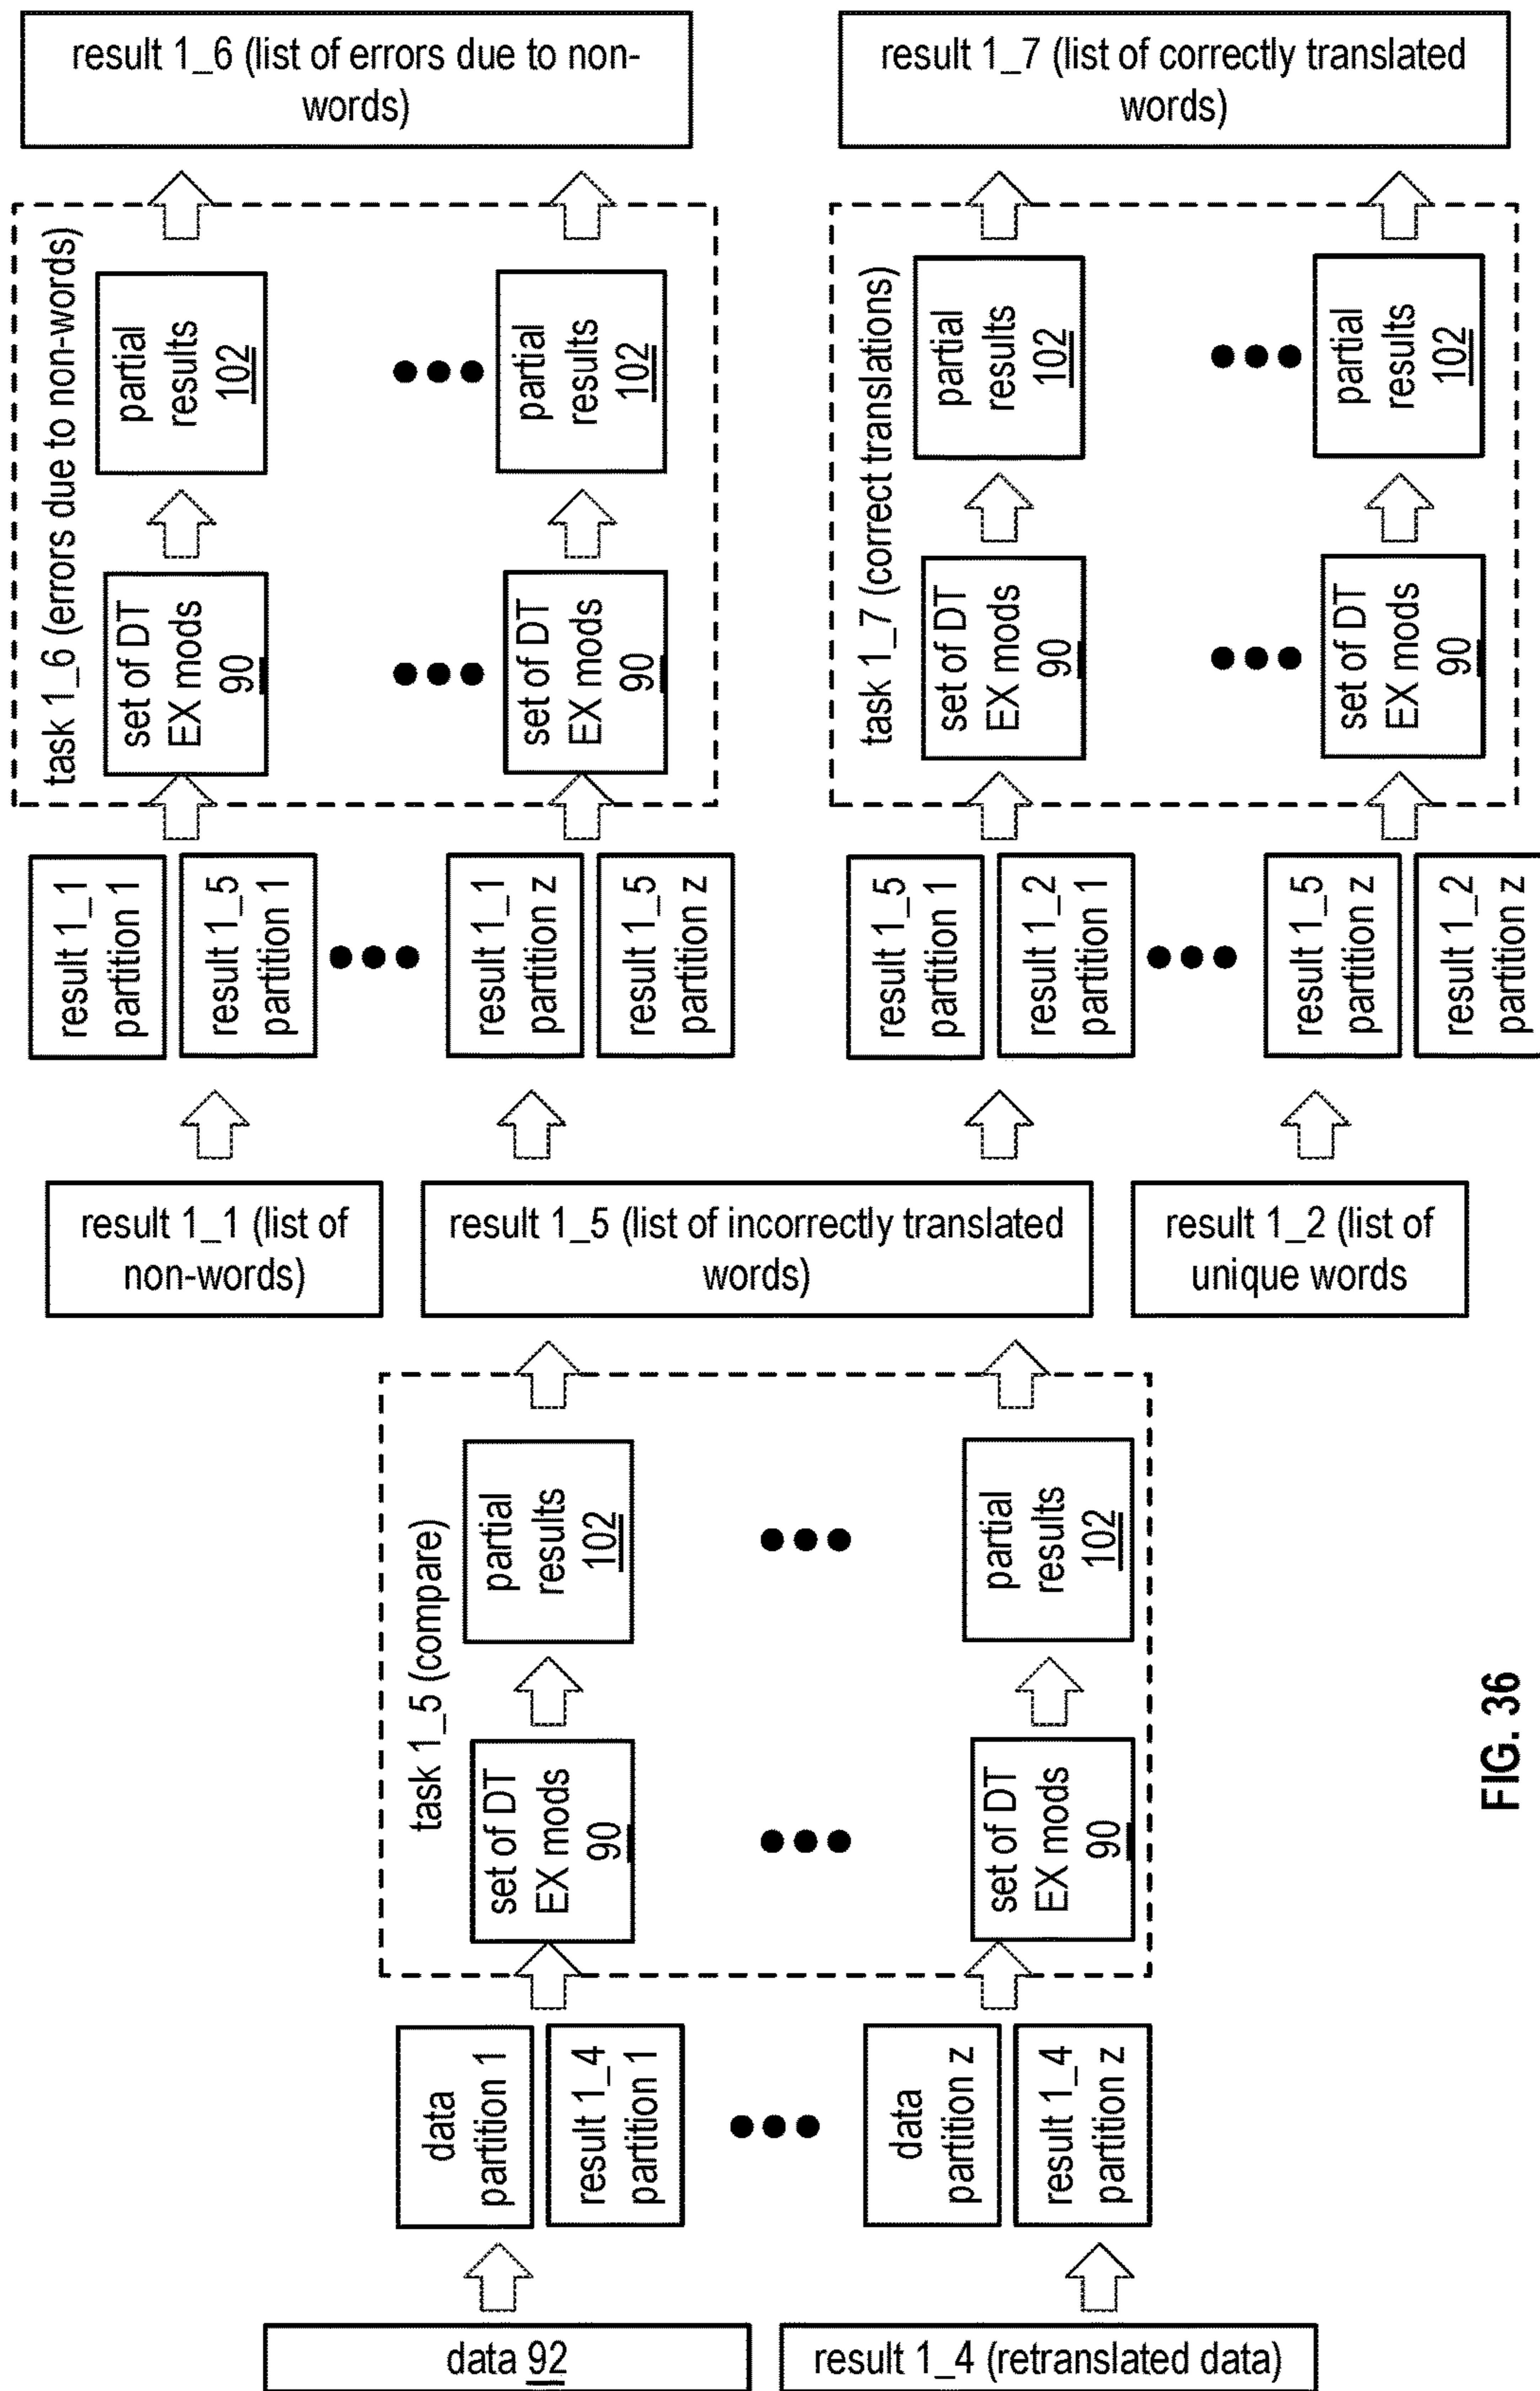 data 92
result 1_4 (retranslated data)
data
partition 1
result 1_4
partition 1
data
partition z
result 1_4
partition z
task 1_5 (compare)
set of DT
EX mods
90
partial
results
102
set of DT
EX mods
90
partial
results
102
result 1_1 (list of
non-words)
result 1_5 (list of incorrectly translated
words)
result 1_2 (list of
unique words
result 1_1
partition 1
result 1_5
partition 1
result 1_1
partition z
result 1_5
partition z
task 1_6 (errors due to non-words)
set of DT
EX mods
90
partial
results
102
set of DT
EX mods
90
partial
results
102
result 1_6 (list of errors due to non-
words)
result 1_5
partition 1
result 1_2
partition 1
result 1_5
partition z
result 1_2
partition z
task 1_7 (correct translations)
set of DT
EX mods
90
partial
results
102
set of DT
EX mods
90
partial
results
102
result 1_7 (list of correctly translated
words)
FIG. 36